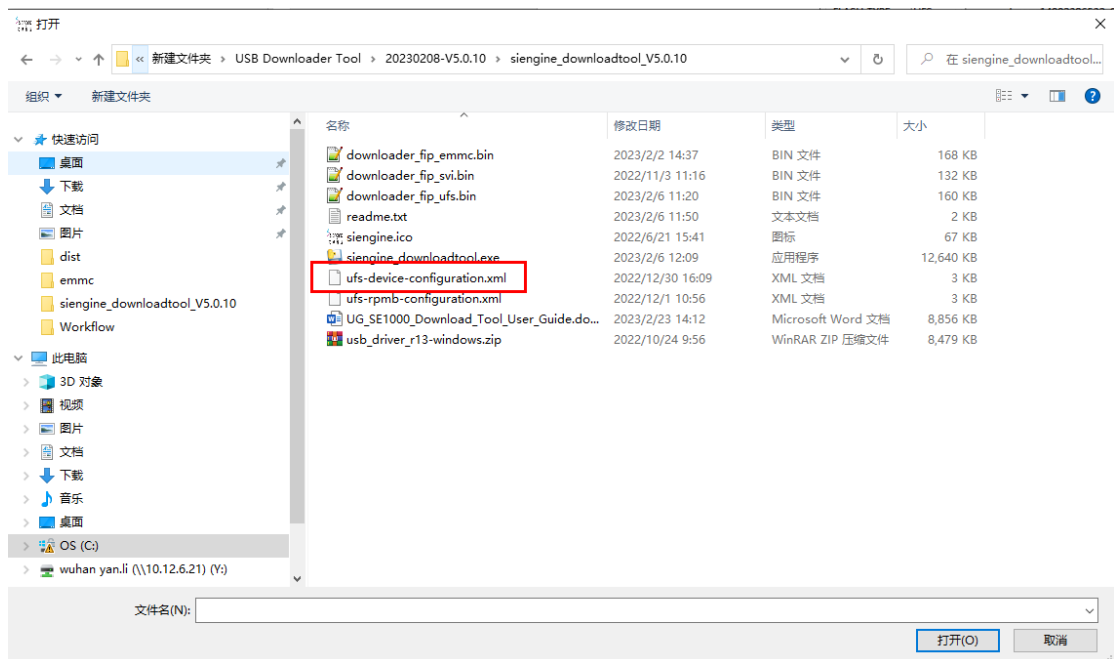 打开
« 新建文件夹 › USB Downloader Tool › 20230208-V5.0.10 › siengine_downloadtool_V5.0.10
在 siengine_downloadtool...
组织 新建文件夹
名称 修改日期 类型 大小
快速访问
桌面
下载
文档
图片
dist
emmc
siengine_downloadtool_V5.0.10
Workflow
此电脑
3D 对象
视频
图片
文档
下载
音乐
桌面
OS (C:)
wuhan yan.li (\\10.12.6.21) (Y:)
downloader_fip_emmc.bin 2023/2/2 14:37 BIN 文件 168 KB
downloader_fip_svi.bin 2022/11/3 11:16 BIN 文件 132 KB
downloader_fip_ufs.bin 2023/2/6 11:20 BIN 文件 160 KB
readme.txt 2023/2/6 11:50 文本文档 2 KB
siengine.ico 2022/6/21 15:41 图标 67 KB
siengine_downloadtool.exe 2023/2/6 12:09 应用程序 12,640 KB
ufs-device-configuration.xml 2022/12/30 16:09 XML 文档 3 KB
ufs-rpmb-configuration.xml 2022/12/1 10:56 XML 文档 3 KB
UG_SE1000_Download_Tool_User_Guide.do... 2023/2/23 14:12 Microsoft Word 文档 8,856 KB
usb_driver_r13-windows.zip 2022/10/24 9:56 WinRAR ZIP 压缩文件 8,479 KB
文件名(N):
打开(O) 取消